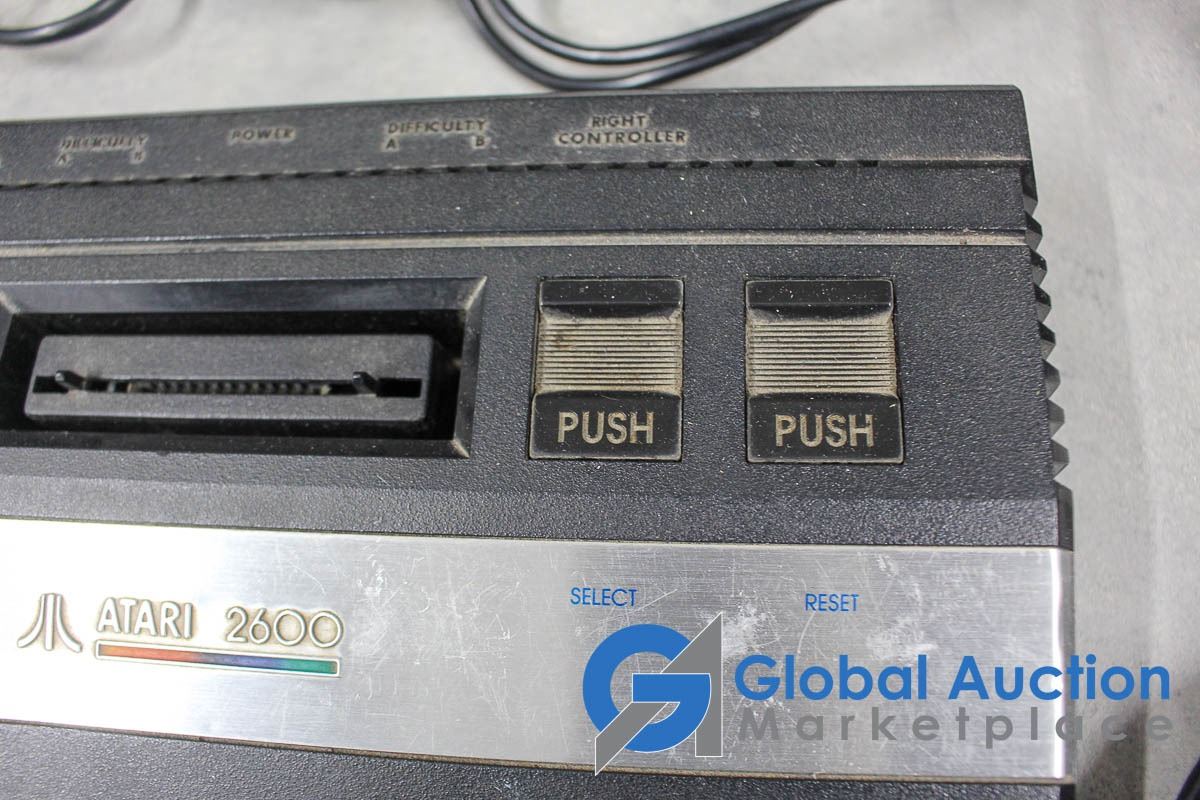 DIFFICULTY
A B
POWER
DIFFICULTY
A B
RIGHT
CONTROLLER
PUSH
PUSH
SELECT
RESET
ATARI 2600
Global Auction
Marketplace